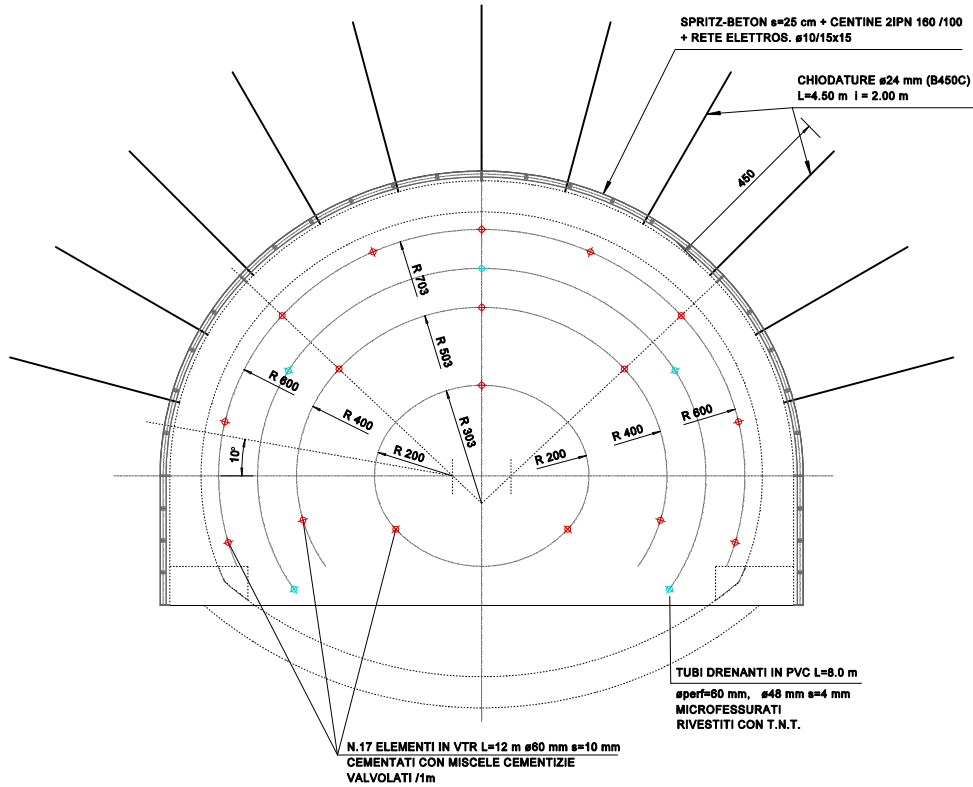 SPRITZ-BETON s=25 cm + CENTINE 2IPN 160 /100
+ RETE ELETTROS. ø10/15x15
CHIODATURE ø24 mm (B450C)
L=4.50 m i = 2.00 m
450
R 703
R 503
R 303
R 600
R 400
R 200
R 200
R 400
R 600
10°
TUBI DRENANTI IN PVC L=8.0 m
øperf=60 mm, ø48 mm s=4 mm
MICROFESSURATI
RIVESTITI CON T.N.T.
N.17 ELEMENTI IN VTR L=12 m ø60 mm s=10 mm
CEMENTATI CON MISCELE CEMENTIZIE
VALVOLATI /1m